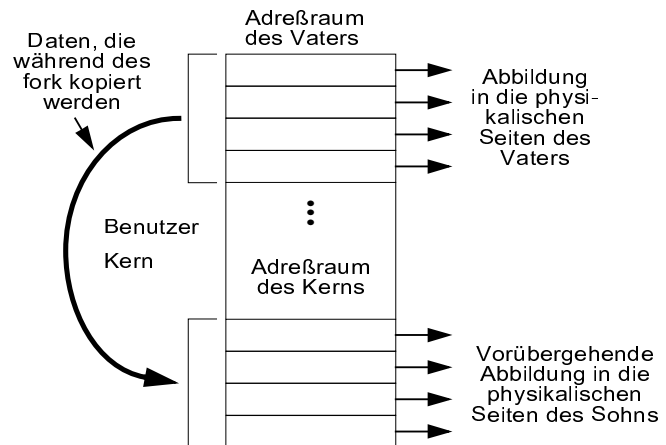 Adreßraum
des Vaters
Daten, die
während des
fork kopiert
werden
Abbildung
in die physi-
kalischen
Seiten des
Vaters
Benutzer
Kern
Adreßraum
des Kerns
Vorübergehende
Abbildung in die
physikalischen
Seiten des Sohns